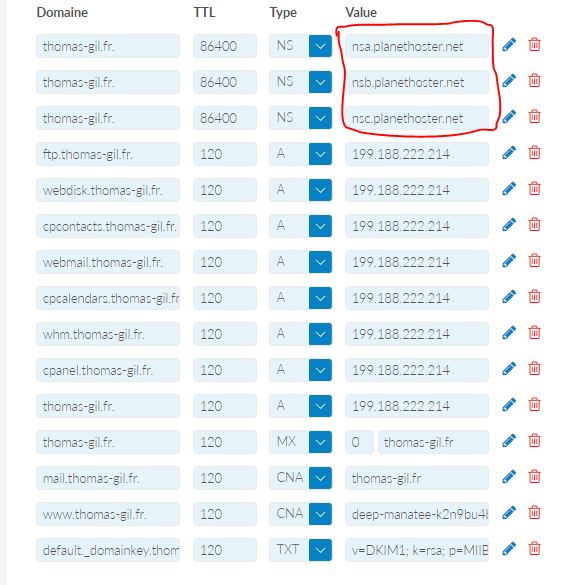 Domaine TTL Type Value
thomas-gil.fr. 86400 NS nsa.planethoster.net
thomas-gil.fr. 86400 NS nsb.planethoster.net
thomas-gil.fr. 86400 NS nsc.planethoster.net
ftp.thomas-gil.fr. 120 A 199.188.222.214
webdisk.thomas-gil.fr. 120 A 199.188.222.214
cpcontacts.thomas-gil.fr. 120 A 199.188.222.214
webmail.thomas-gil.fr. 120 A 199.188.222.214
cpcalendars.thomas-gil.fr 120 A 199.188.222.214
whm.thomas-gil.fr. 120 A 199.188.222.214
cpanel.thomas-gil.fr. 120 A 199.188.222.214
thomas-gil.fr. 120 A 199.188.222.214
thomas-gil.fr. 120 MX 0 thomas-gil.fr
mail.thomas-gil.fr. 120 CNA thomas-gil.fr
www.thomas-gil.fr. 120 CNA deep-manatee-k2n9bu4
default._domainkey.thom 120 TXT v=DKIM1; k=rsa; p=MIIB